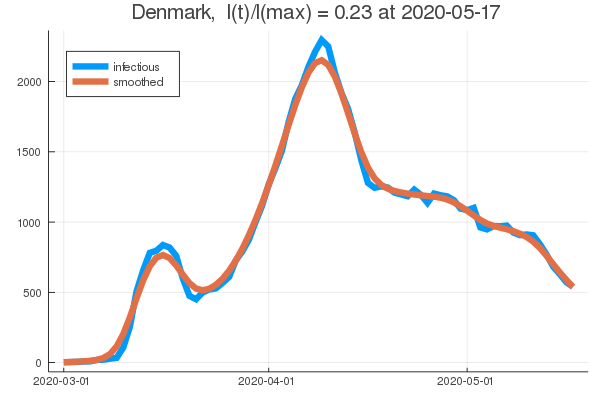 Denmark,  I(t)/I(max) = 0.23 at 2020-05-17
infectious
smoothed
2000
1500
1000
500
0
2020-03-01 2020-04-01 2020-05-01